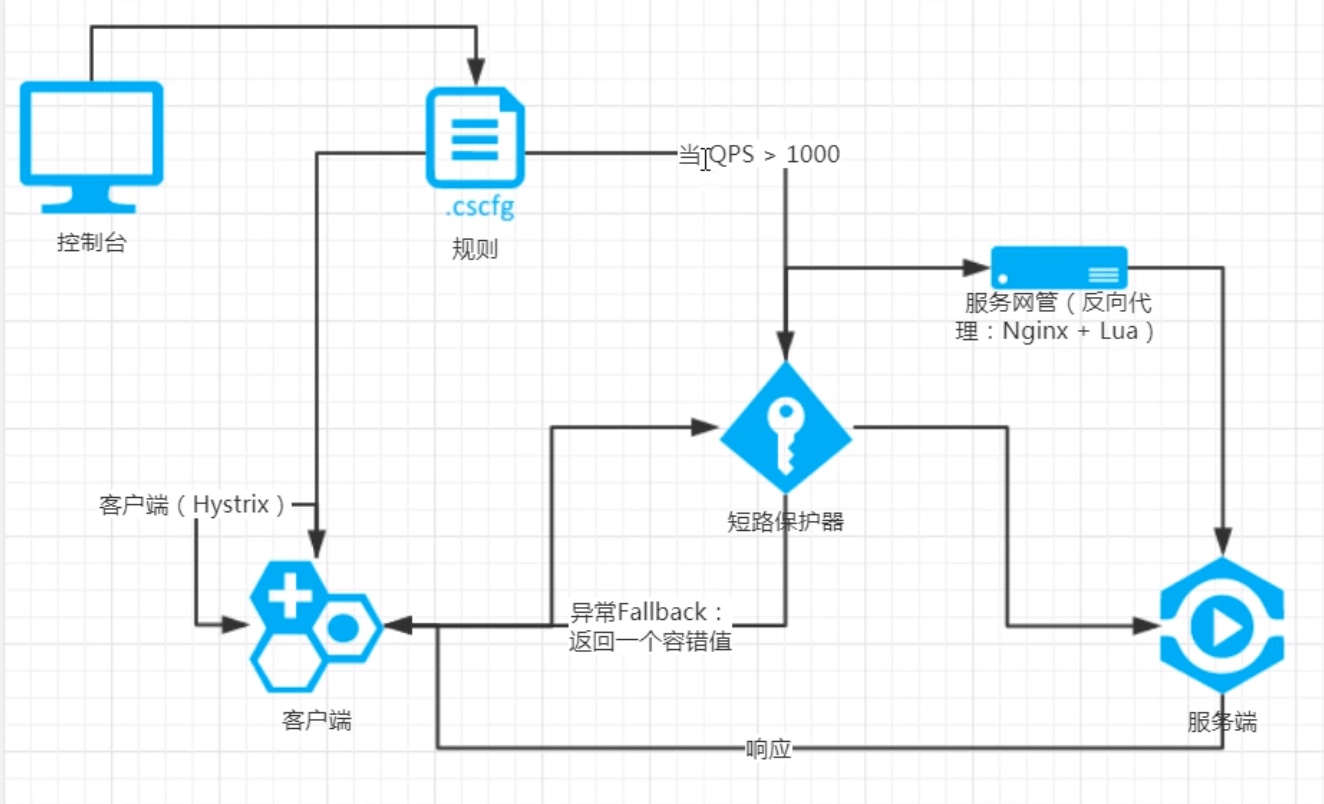 当 QPS > 1000
.cscfg
控制台
规则
服务网管（反向代
理：Nginx + Lua）
客户端（Hystrix）
短路保护器
异常Fallback：
返回一个容错值
客户端
服务端
响应